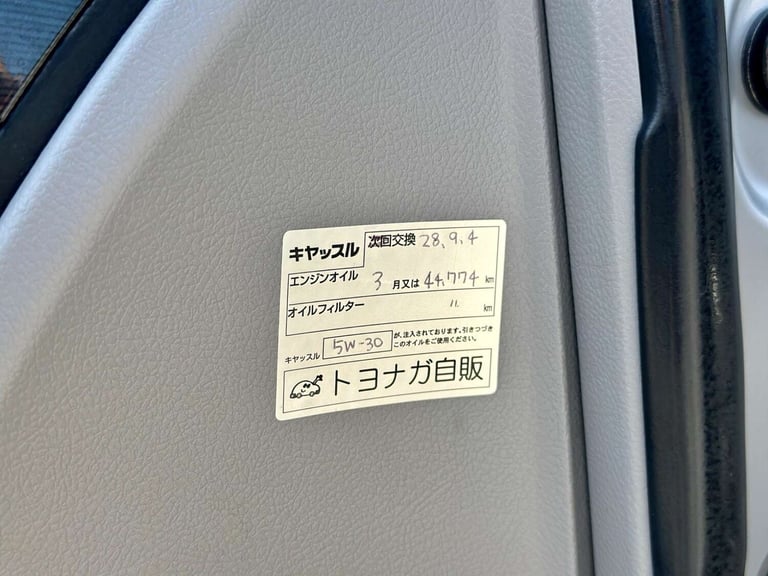 キャッスル 次回交換 28.9.4
エンジンオイル 3 月又は 44,774 km
オイルフィルター 〃 km
キャッスル 5W-30 が、注入されております。引きつづき
このオイルをご使用ください。
トヨナガ自販